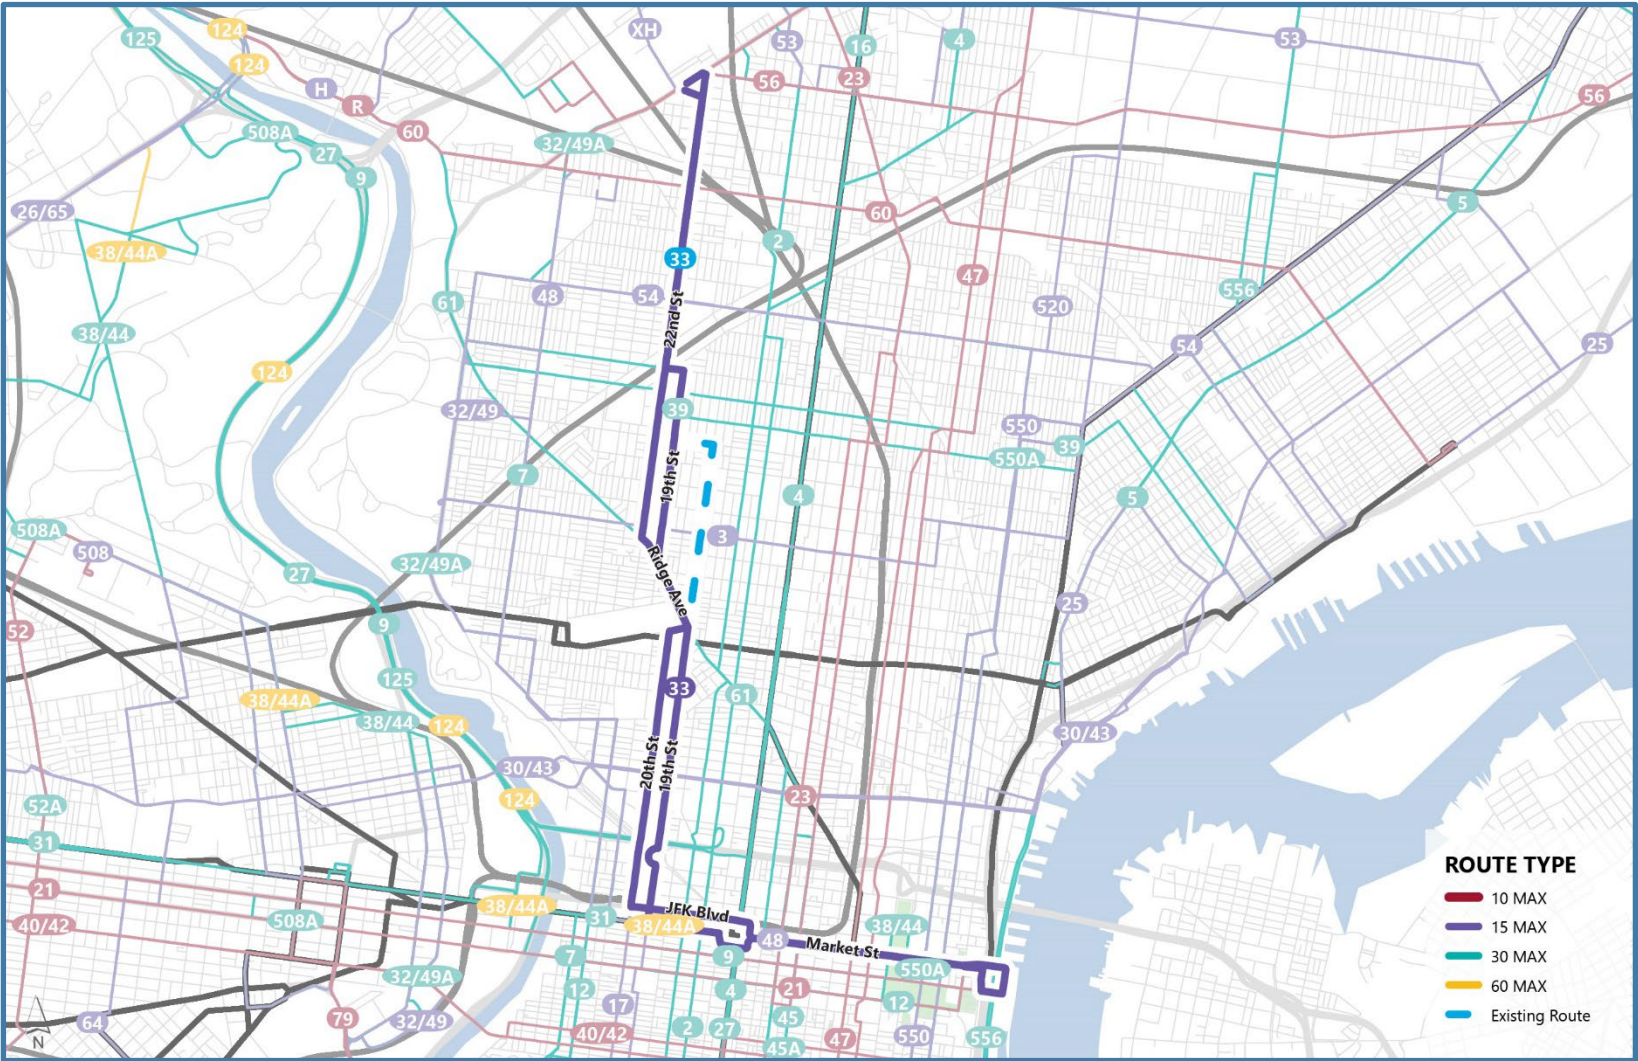 124
XH
125
53
16
4
53
124
H
23
56
56
R
508A
60
32/49A
27
9
5
26/65
60
2
38/44A
33
47
556
48
54
61
520
22nd St
38/44
54
25
124
32/49
39
550
39
550A
19th St
7
4
5
508A
3
508
32/49A
27
Ridge Ave
25
9
52
125
33
38/44A
61
38/44
124
30/43
20th St
19th St
30/43
124
23
52A
31
21
38/44A
JFK Blvd
508A
31
38/44A
38/44
40/42
48
Market St
7
9
550A
32/49A
12
4
21
12
17
45
64
79
32/49
40/42
2
27
45A
47
550
556
N
ROUTE TYPE
10 MAX
15 MAX
30 MAX
60 MAX
Existing Route